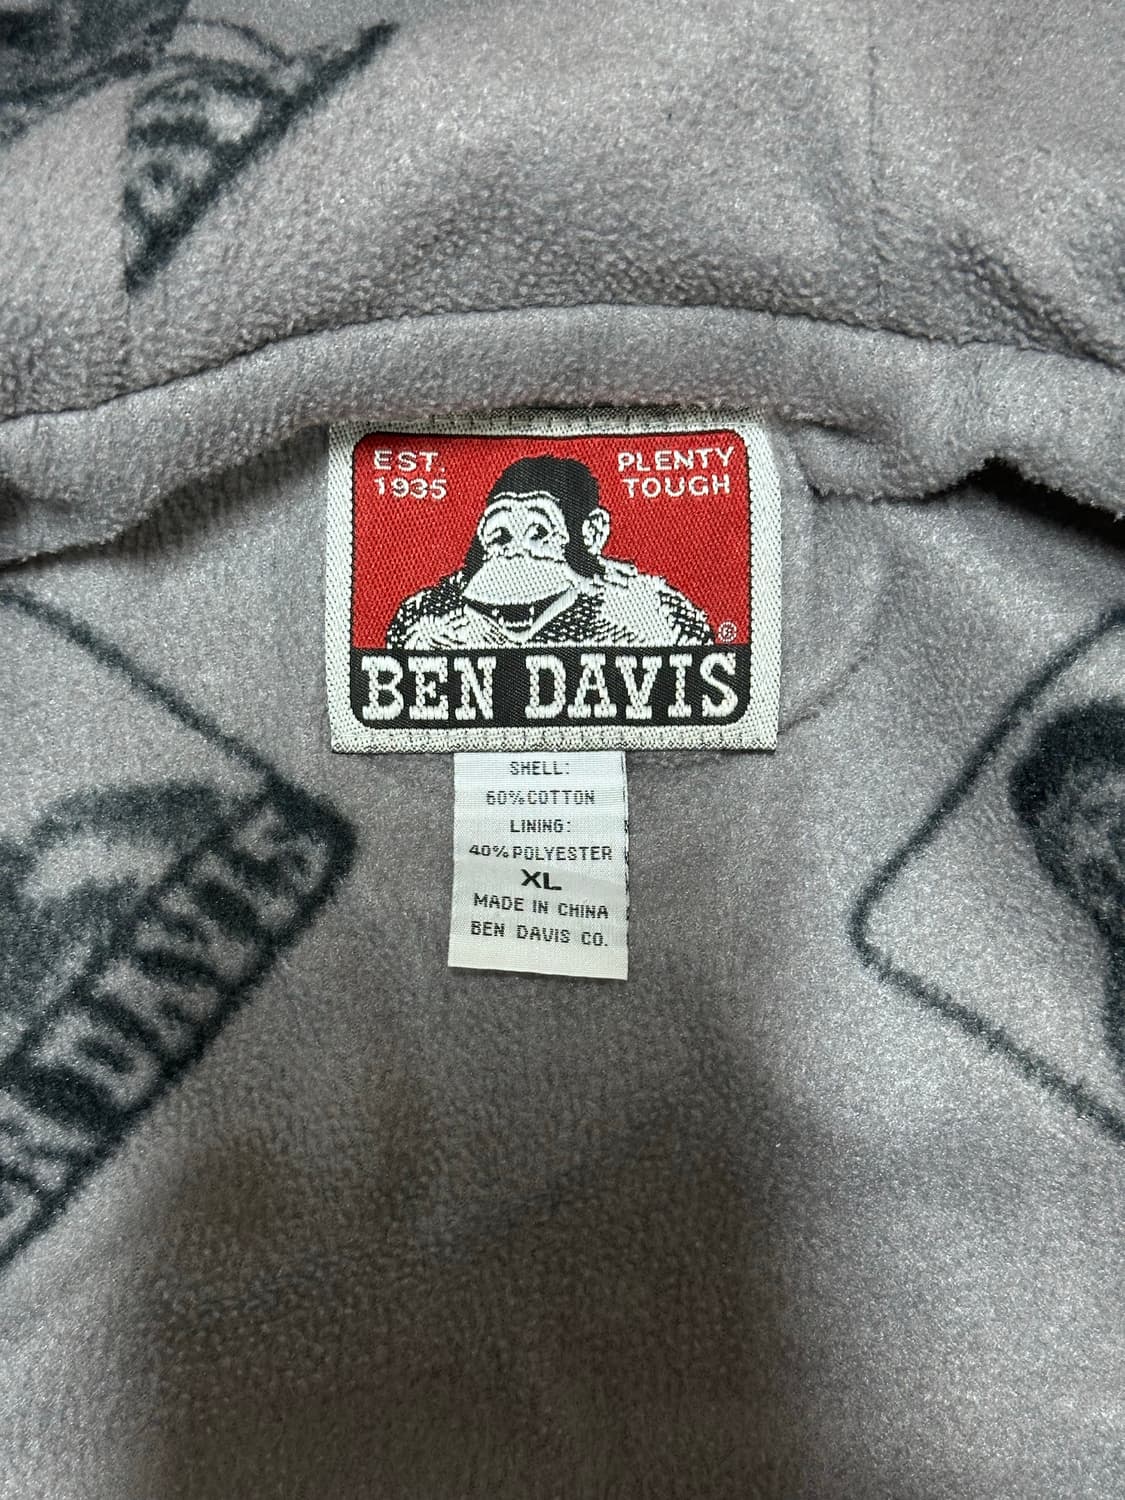 EST.
1935
PLENTY
TOUGH
®
BEN DAVIS
SHELL:
60%COTTON
LINING:
40%POLYESTER
XL
MADE IN CHINA
BEN DAVIS CO.
DAVIS